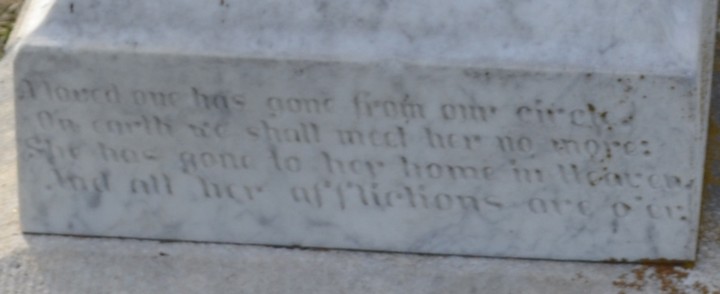 A loved one has gone from our circle.
On earth we shall meet her no more:
She has gone to her home in Heaven,
And all her afflictions are o'er.